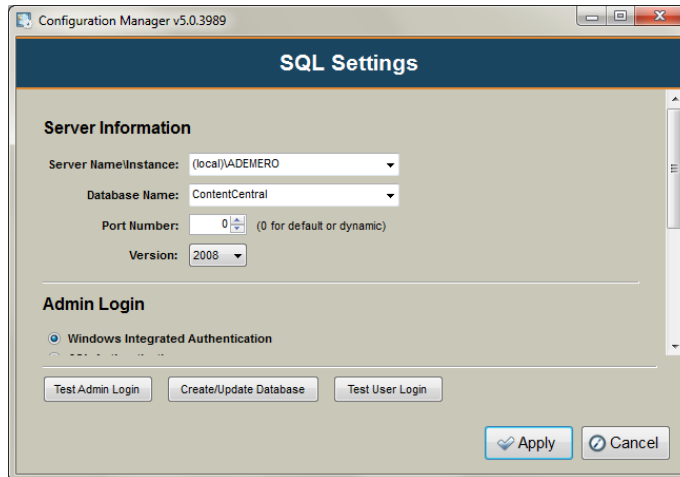 Configuration Manager v5.0.3989
SQL Settings
Server Information
Server Name\Instance: (local)\ADEMERO
Database Name: ContentCentral
Port Number: 0 (0 for default or dynamic)
Version: 2008
Admin Login
Windows Integrated Authentication
Test Admin Login Create/Update Database Test User Login
Apply Cancel